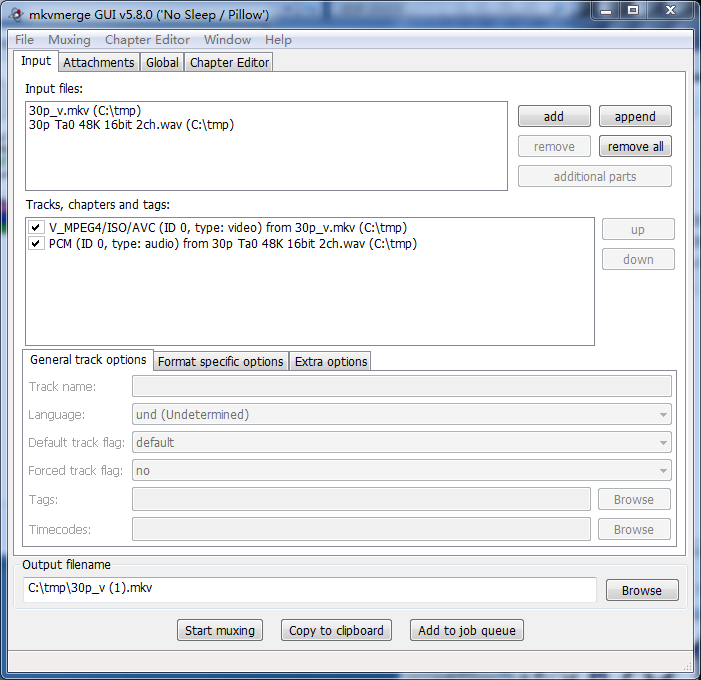 mkvmerge GUI v5.8.0 ('No Sleep / Pillow')
File Muxing Chapter Editor Window Help
Input Attachments Global Chapter Editor
Input files:
30p_v.mkv (C:\tmp)
30p Ta0 48K 16bit 2ch.wav (C:\tmp)
add append
remove remove all
additional parts
Tracks, chapters and tags:
V_MPEG4/ISO/AVC (ID 0, type: video) from 30p_v.mkv (C:\tmp)
PCM (ID 0, type: audio) from 30p Ta0 48K 16bit 2ch.wav (C:\tmp)
up
down
General track options Format specific options Extra options
Track name:
Language: und (Undetermined)
Default track flag: default
Forced track flag: no
Tags: Browse
Timecodes: Browse
Output filename
C:\tmp\30p_v (1).mkv Browse
Start muxing Copy to clipboard Add to job queue